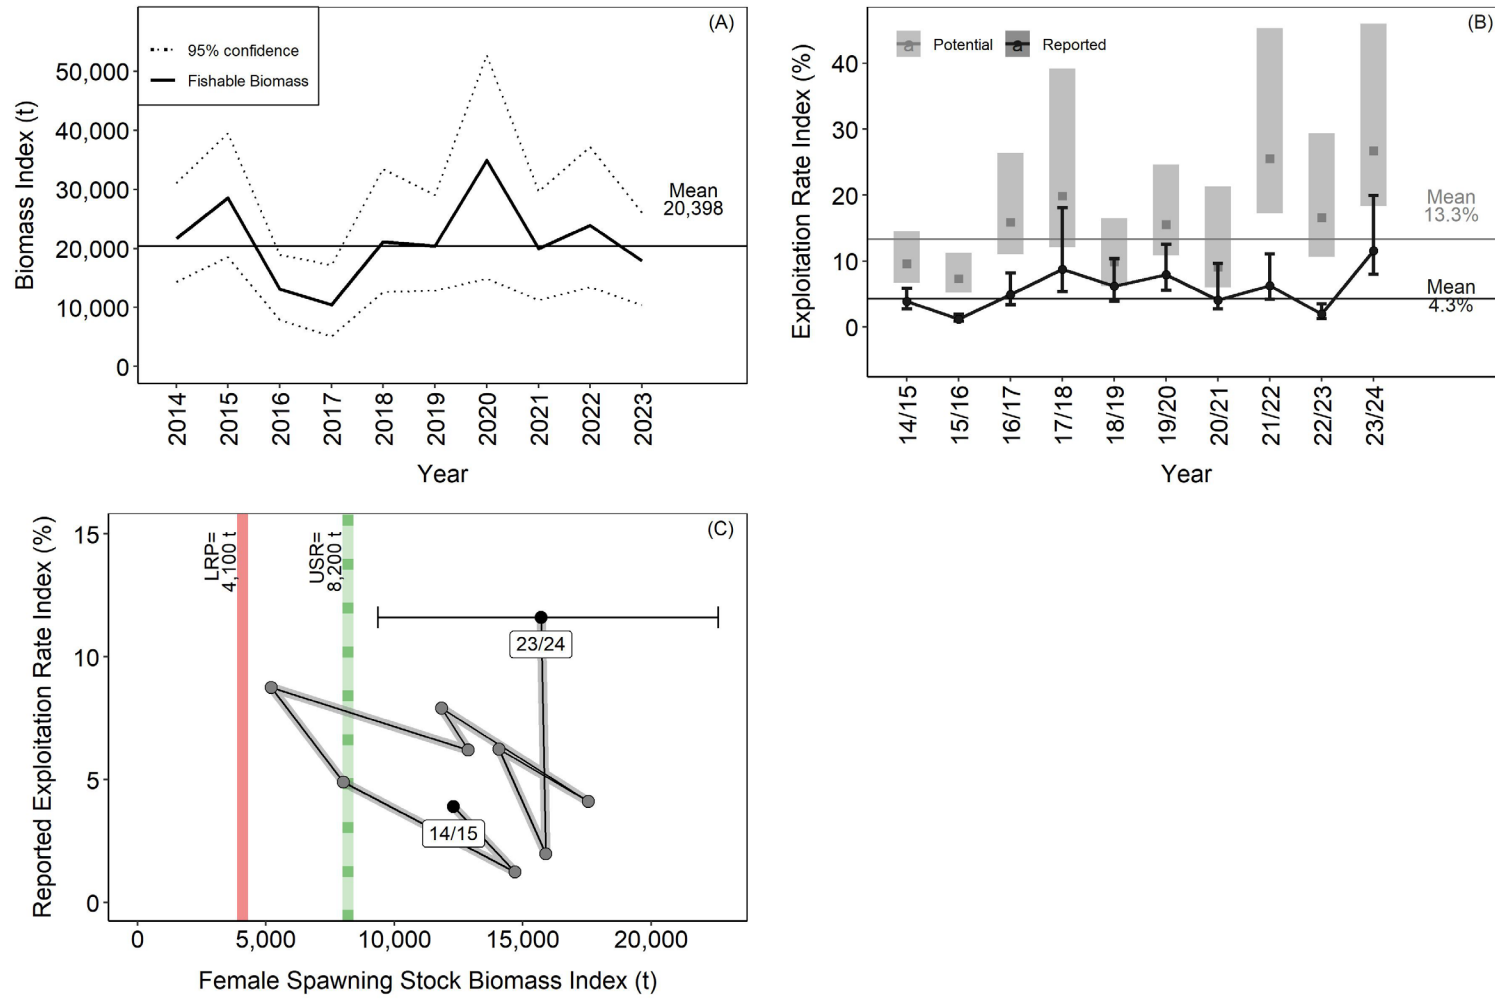 (A)
95% confidence
Fishable Biomass
Biomass Index (t)
50,000
40,000
30,000
20,000
10,000
0
Mean
20,398
2014
2015
2016
2017
2018
2019
2020
2021
2022
2023
Year
(B)
a Potential a Reported
Exploitation Rate Index (%)
40
30
20
10
0
Mean
13.3%
Mean
4.3%
14/15
15/16
16/17
17/18
18/19
19/20
20/21
21/22
22/23
23/24
Year
(C)
Reported Exploitation Rate Index (%)
15
10
5
0
LRP=
4,100 t
USR=
8,200 t
23/24
14/15
0
5,000
10,000
15,000
20,000
Female Spawning Stock Biomass Index (t)